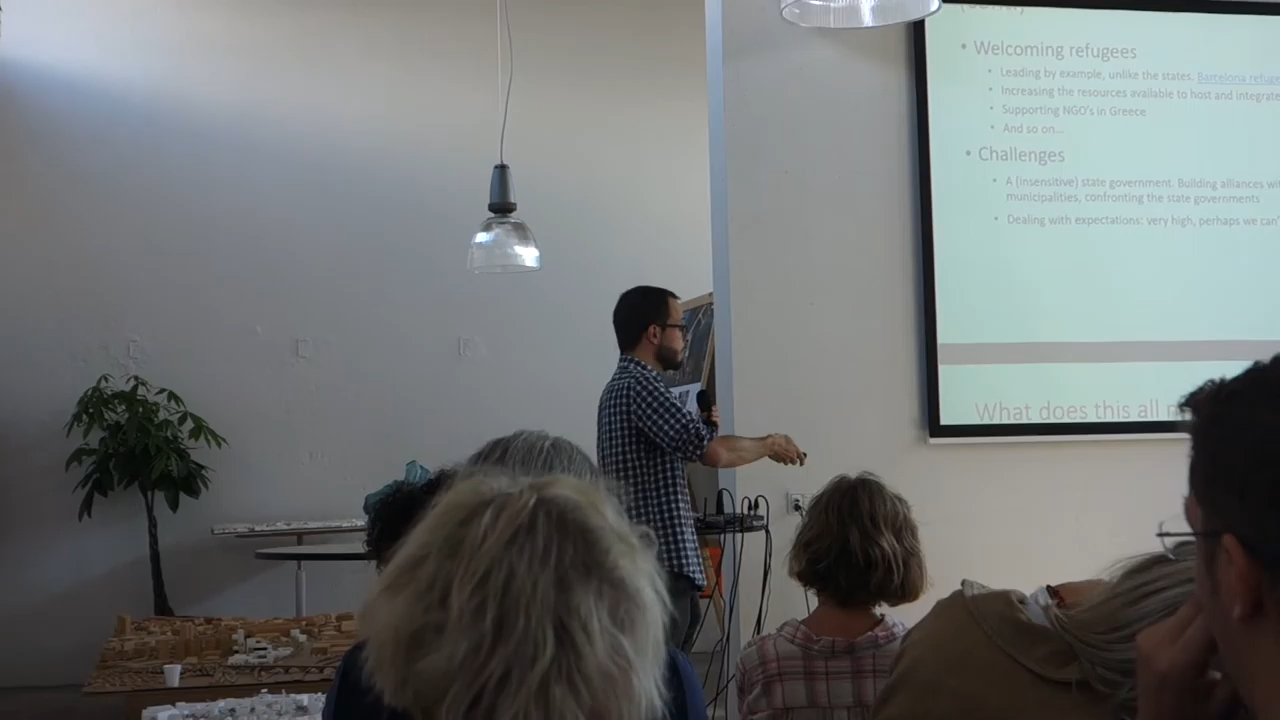 • Welcoming refugees
• Leading by example, unlike the states. Barcelona refuge
• Increasing the resources available to host and integrate
• Supporting NGO's in Greece
• And so on...
• Challenges
• A (insensitive) state government. Building alliances wi
municipalities, confronting the state governments
• Dealing with expectations: very high, perhaps we can'
What does this all